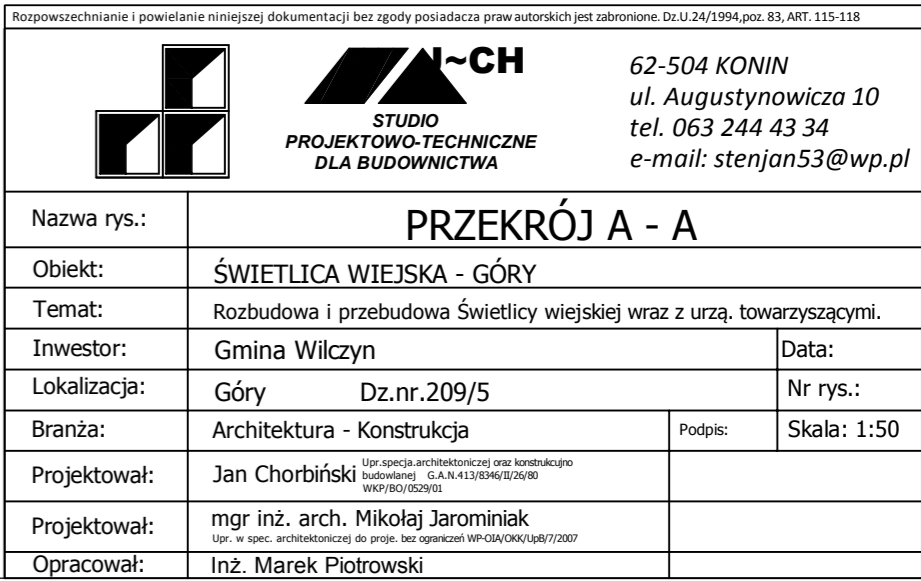 Rozpowszechnianie i powielanie niniejszej dokumentacji bez zgody posiadacza praw autorskich jest zabronione. Dz.U.24/1994,poz. 83, ART. 115-118
~CH
STUDIO
PROJEKTOWO-TECHNICZNE
DLA BUDOWNICTWA
62-504 KONIN
ul. Augustynowicza 10
tel. 063 244 43 34
e-mail: stenjan53@wp.pl
Nazwa rys.: PRZEKRÓJ A - A
Obiekt: ŚWIETLICA WIEJSKA - GÓRY
Temat: Rozbudowa i przebudowa Świetlicy wiejskiej wraz z urzą. towarzyszącymi.
Inwestor: Gmina Wilczyn Data:
Lokalizacja: Góry Dz.nr.209/5 Nr rys.:
Branża: Architektura - Konstrukcja Podpis: Skala: 1:50
Projektował: Jan Chorbiński
Upr.specja.architektoniczej oraz konstrukcujno
budowlanej G.A.N.413/8346/II/26/80
WKP/BO/0529/01
Projektował: mgr inż. arch. Mikołaj Jarominiak
Upr. w spec. architektonicznej do proje. bez ograniczeń WP-OIA/OKK/UpB/7/2007
Opracował: Inż. Marek Piotrowski